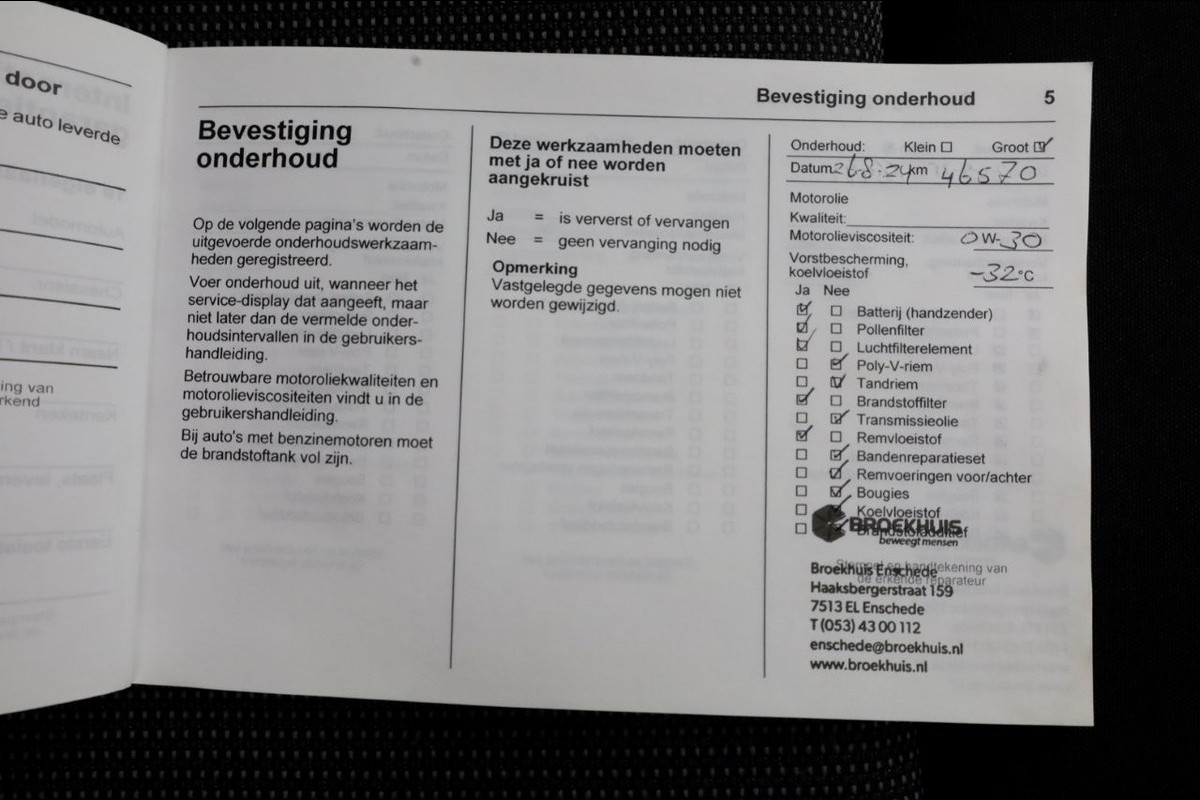 door
e auto leverde
ing van
rkend
Bevestiging onderhoud 5
Bevestiging
onderhoud
Op de volgende pagina's worden de
uitgevoerde onderhoudswerkzaam-
heden geregistreerd.
Voer onderhoud uit, wanneer het
service-display dat aangeeft, maar
niet later dan de vermelde onder-
houdsintervallen in de gebruikers-
handleiding.
Betrouwbare motoroliekwaliteiten en
motorolieviscositeiten vindt u in de
gebruikershandleiding.
Bij auto's met benzinemotoren moet
de brandstoftank vol zijn.
Deze werkzaamheden moeten
met ja of nee worden
aangekruist
Ja = is ververst of vervangen
Nee = geen vervanging nodig
Opmerking
Vastgelegde gegevens mogen niet
worden gewijzigd.
Onderhoud: Klein ☐ Groot ☑
Datum 268:24 km 46570
Motorolie
Kwaliteit:
Motorolieviscositeit: 0W-30
Vorstbescherming,
koelvloeistof -32°C
Ja Nee
☑ ☐ Batterij (handzender)
☑ ☐ Pollenfilter
☑ ☐ Luchtfilterelement
☐ ☑ Poly-V-riem
☐ ☑ Tandriem
☑ ☐ Brandstoffilter
☐ ☑ Transmissieolie
☑ ☐ Remvloeistof
☐ ☑ Bandenreparatieset
☐ ☑ Remvoeringen voor/achter
☐ ☑ Bougies
☐ ☑ Koelvloeistof
☐ ☑ Brandstofadditief
BROEKHUIS
beweegt mensen
Stempel en handtekening van
de erkende reparateur
Broekhuis Enschede
Haaksbergerstraat 159
7513 EL Enschede
T (053) 43 00 112
enschede@broekhuis.nl
www.broekhuis.nl